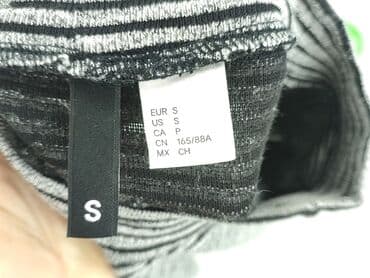 EUR S
US S
CA P
CN 165/88A
MX CH
S